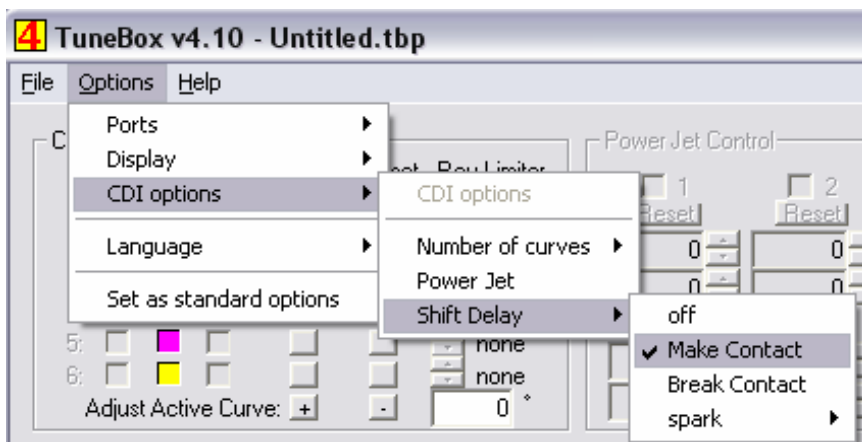 4 TuneBox v4.10 - Untitled.tbp
File Options Help
Ports
Display
CDI options
Language
Set as standard options
CDI options
Number of curves
Power Jet
Shift Delay
off
Make Contact
Break Contact
spark
Power Jet Control
1 2
Reset Reset
0 0
0 0
5: none
6: none
Adjust Active Curve: + - 0 °